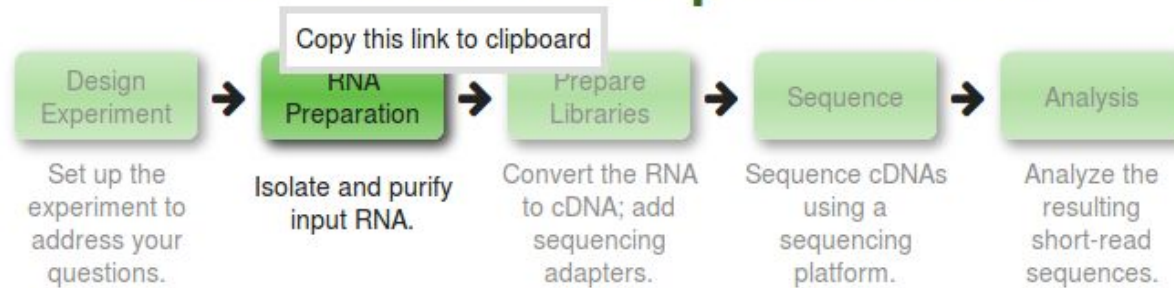 Copy this link to clipboard
Design
Experiment
RNA
Preparation
Prepare
Libraries
Sequence
Analysis
Set up the
experiment to
address your
questions.
Isolate and purify
input RNA.
Convert the RNA
to cDNA; add
sequencing
adapters.
Sequence cDNAs
using a
sequencing
platform.
Analyze the
resulting
short-read
sequences.